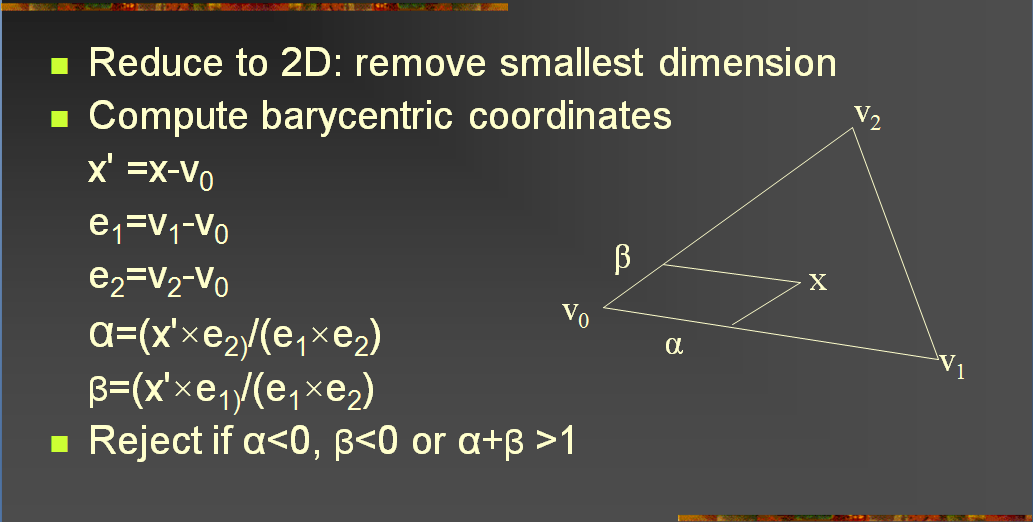 Reduce to 2D: remove smallest dimension
Compute barycentric coordinates
x' =x-v₀
e₁=v₁-v₀
e₂=v₂-v₀
α=(x'×e₂₎/(e₁×e₂)
β=(x'×e₁₎/(e₁×e₂)
Reject if α<0, β<0 or α+β >1
v₂
β
x
v₀
α
v₁